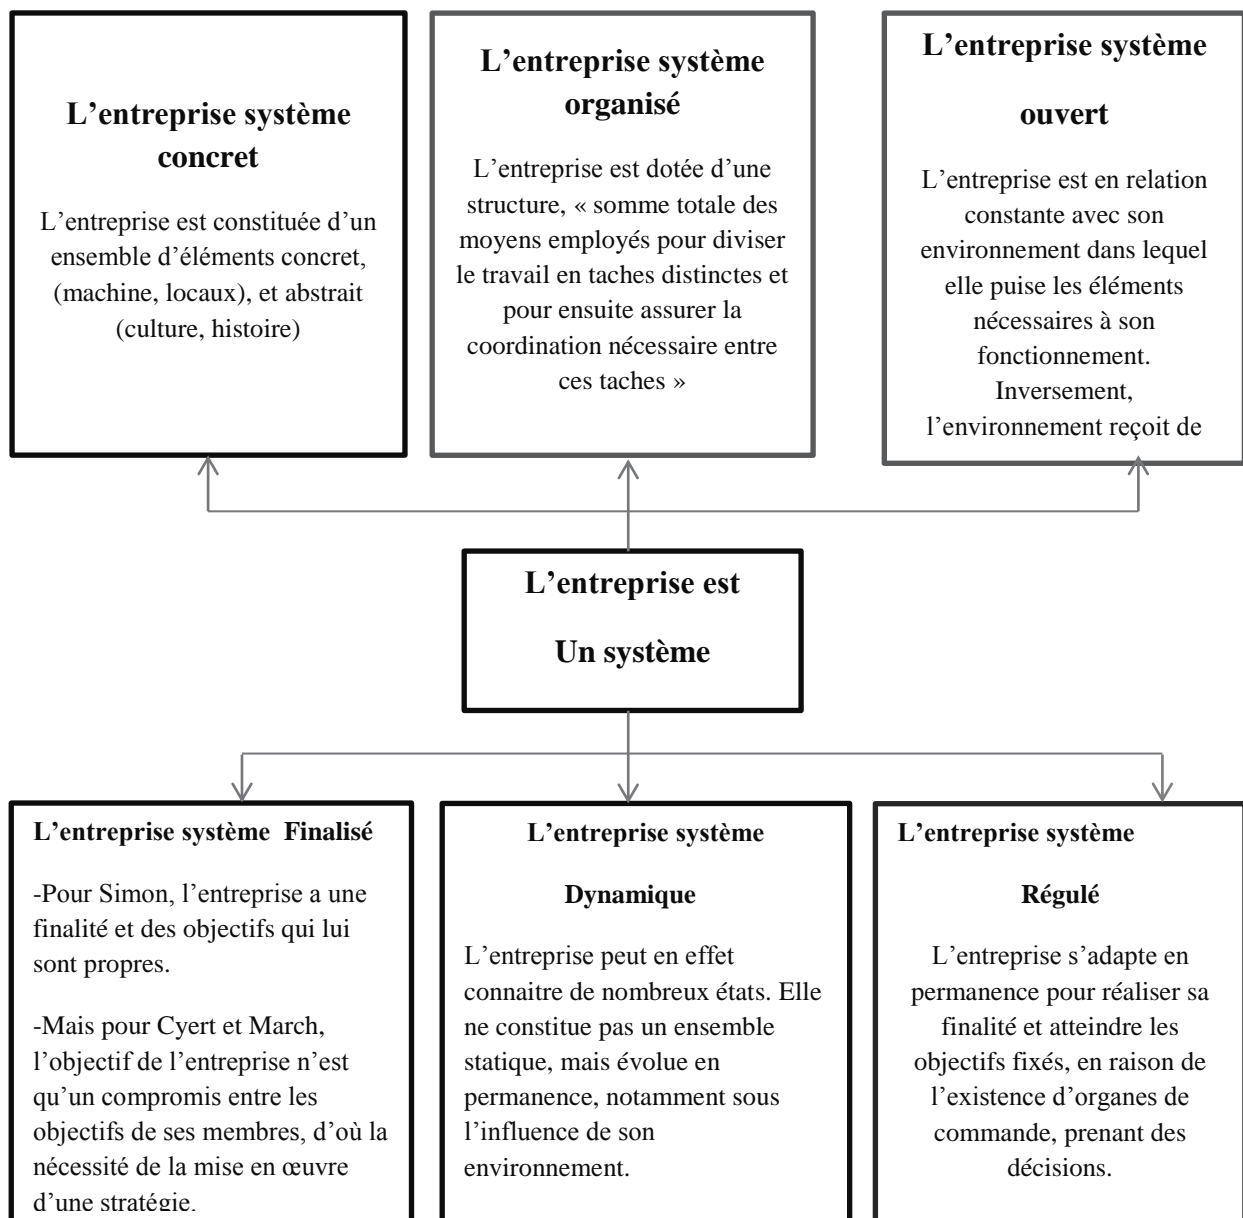 L’entreprise système
concret
L’entreprise est constituée d’un
ensemble d’éléments concret,
(machine, locaux), et abstrait
(culture, histoire)
L’entreprise système
organisé
L’entreprise est dotée d’une
structure, « somme totale des
moyens employés pour diviser
le travail en taches distinctes et
pour ensuite assurer la
coordination nécessaire entre
ces taches »
L’entreprise système
ouvert
L’entreprise est en relation
constante avec son
environnement dans lequel
elle puise les éléments
nécessaires à son
fonctionnement.
Inversement,
l’environnement reçoit de
L’entreprise est
Un système
L’entreprise système  Finalisé
-Pour Simon, l’entreprise a une
finalité et des objectifs qui lui
sont propres.
-Mais pour Cyert et March,
l’objectif de l’entreprise n’est
qu’un compromis entre les
objectifs de ses membres, d’où la
nécessité de la mise en œuvre
d’une stratégie.
L’entreprise système
Dynamique
L’entreprise peut en effet
connaitre de nombreux états. Elle
ne constitue pas un ensemble
statique, mais évolue en
permanence, notamment sous
l’influence de son
environnement.
L’entreprise système
Régulé
L’entreprise s’adapte en
permanence pour réaliser sa
finalité et atteindre les
objectifs fixés, en raison de
l’existence d’organes de
commande, prenant des
décisions.